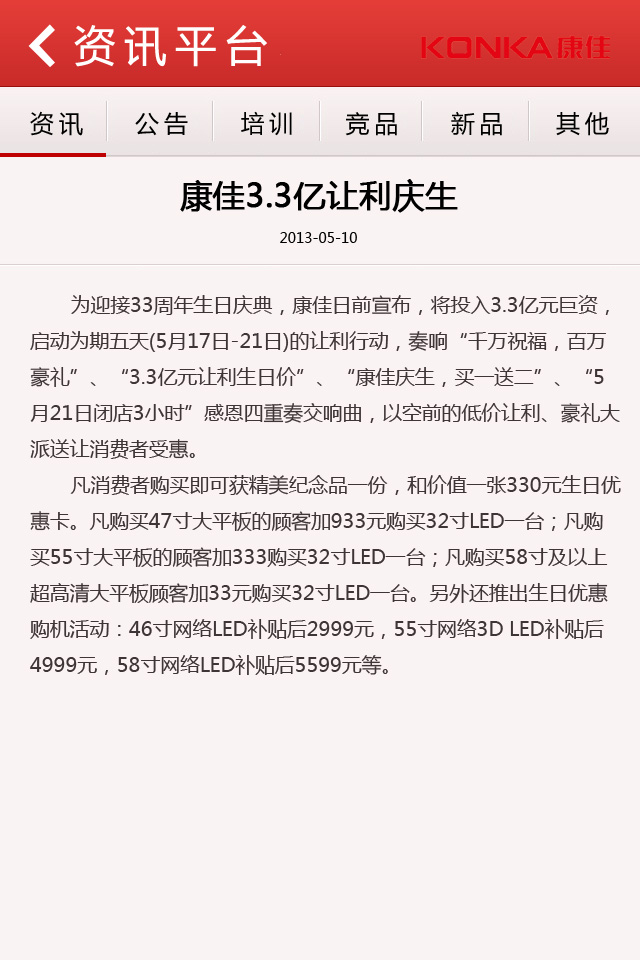 资讯平台
KONKA康佳
资讯 公告 培训 竞品 新品 其他
康佳3.3亿让利庆生
2013-05-10
为迎接33周年生日庆典，康佳日前宣布，将投入3.3亿元巨资，
启动为期五天(5月17日-21日)的让利行动，奏响“千万祝福，百万
豪礼”、“3.3亿元让利生日价”、“康佳庆生，买一送二”、“5
月21日闭店3小时”感恩四重奏交响曲，以空前的低价让利、豪礼大
派送让消费者受惠。
凡消费者购买即可获精美纪念品一份，和价值一张330元生日优
惠卡。凡购买47寸大平板的顾客加933元购买32寸LED一台；凡购
买55寸大平板的顾客加333购买32寸LED一台；凡购买58寸及以上
超高清大平板顾客加33元购买32寸LED一台。另外还推出生日优惠
购机活动：46寸网络LED补贴后2999元，55寸网络3D LED补贴后
4999元，58寸网络LED补贴后5599元等。